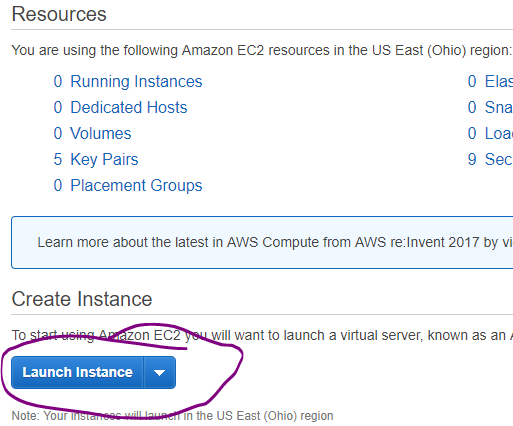 Resources
You are using the following Amazon EC2 resources in the US East (Ohio) region:
0 Running Instances
0 Elas
0 Dedicated Hosts
0 Sna
0 Volumes
0 Loa
5 Key Pairs
9 Sec
0 Placement Groups
Learn more about the latest in AWS Compute from AWS re:Invent 2017 by vi
Create Instance
To start using Amazon EC2 you will want to launch a virtual server, known as an A
Launch Instance
Note: Your instances will launch in the US East (Ohio) region